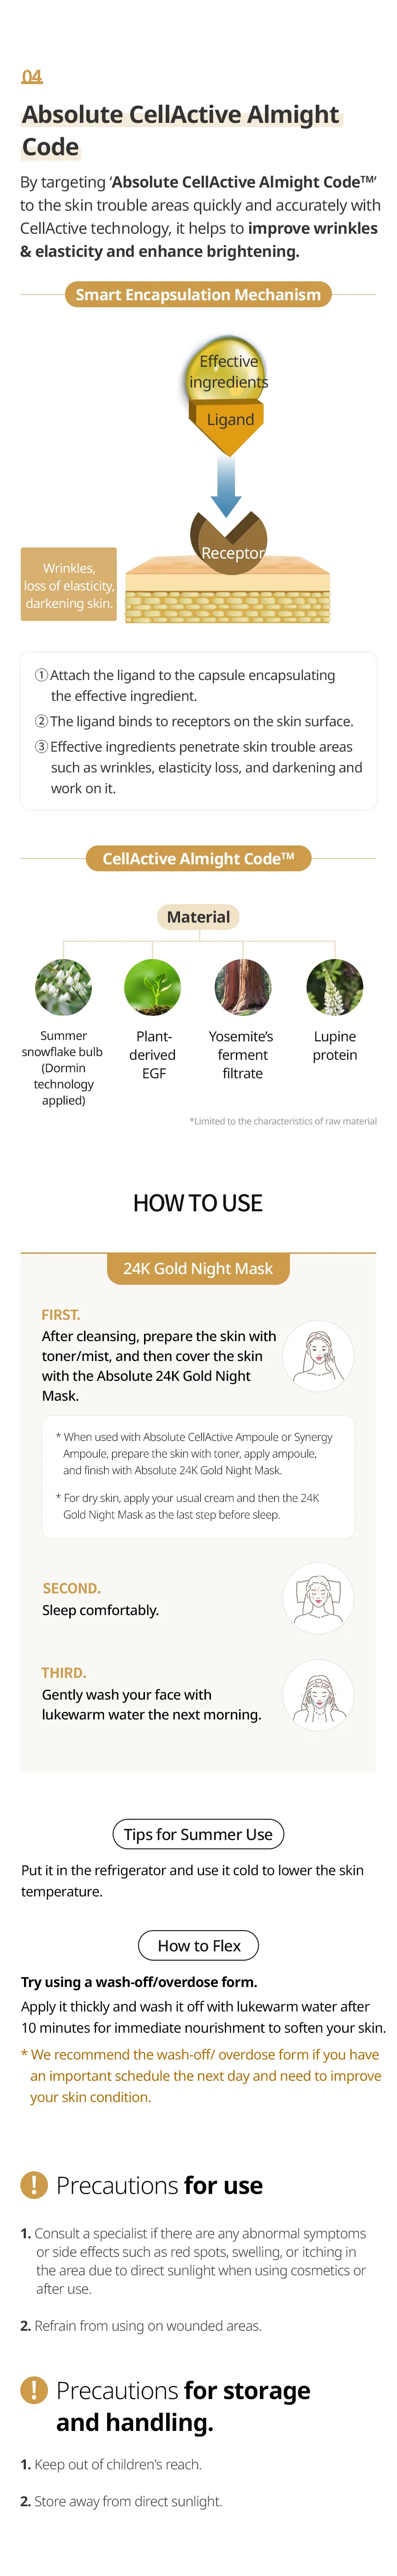 04
Absolute CellActive Almight
Code
By targeting ‘Absolute CellActive Almight Code™’
to the skin trouble areas quickly and accurately with
CellActive technology, it helps to improve wrinkles
& elasticity and enhance brightening.
Smart Encapsulation Mechanism
Effective
ingredients
Ligand
Receptor
Wrinkles,
loss of elasticity,
darkening skin.
① Attach the ligand to the capsule encapsulating
the effective ingredient.
② The ligand binds to receptors on the skin surface.
③ Effective ingredients penetrate skin trouble areas
such as wrinkles, elasticity loss, and darkening and
work on it.
CellActive Almight Code™
Material
Summer
snowflake bulb
(Dormin
technology
applied)
Plant-
derived
EGF
Yosemite’s
ferment
filtrate
Lupine
protein
*Limited to the characteristics of raw material
HOW TO USE
24K Gold Night Mask
FIRST.
After cleansing, prepare the skin with
toner/mist, and then cover the skin
with the Absolute 24K Gold Night
Mask.
* When used with Absolute CellActive Ampoule or Synergy
Ampoule, prepare the skin with toner, apply ampoule,
and finish with Absolute 24K Gold Night Mask.
* For dry skin, apply your usual cream and then the 24K
Gold Night Mask as the last step before sleep.
SECOND.
Sleep comfortably.
THIRD.
Gently wash your face with
lukewarm water the next morning.
Tips for Summer Use
Put it in the refrigerator and use it cold to lower the skin
temperature.
How to Flex
Try using a wash-off/overdose form.
Apply it thickly and wash it off with lukewarm water after
10 minutes for immediate nourishment to soften your skin.
* We recommend the wash-off/ overdose form if you have
an important schedule the next day and need to improve
your skin condition.
! Precautions for use
1. Consult a specialist if there are any abnormal symptoms
or side effects such as red spots, swelling, or itching in
the area due to direct sunlight when using cosmetics or
after use.
2. Refrain from using on wounded areas.
! Precautions for storage
and handling.
1. Keep out of children's reach.
2. Store away from direct sunlight.